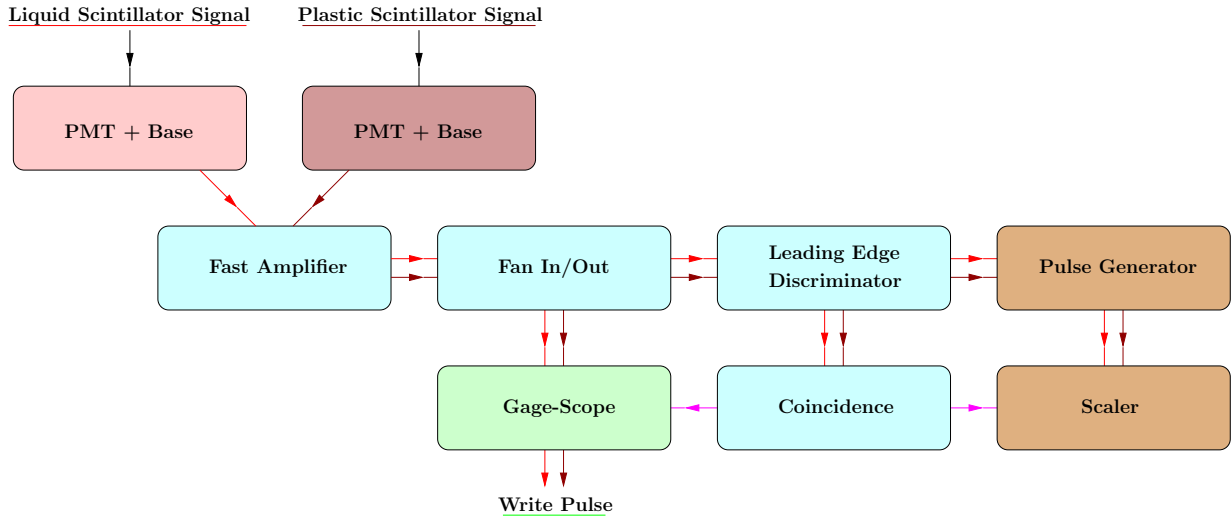 Liquid Scintillator Signal
Plastic Scintillator Signal
PMT + Base
PMT + Base
Fast Amplifier
Fan In/Out
Leading Edge
Discriminator
Pulse Generator
Gage-Scope
Coincidence
Scaler
Write Pulse